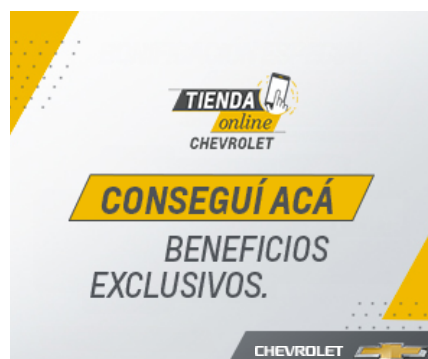 TIENDA
online
CHEVROLET
CONSEGUÍ ACÁ
BENEFICIOS
EXCLUSIVOS.
CHEVROLET